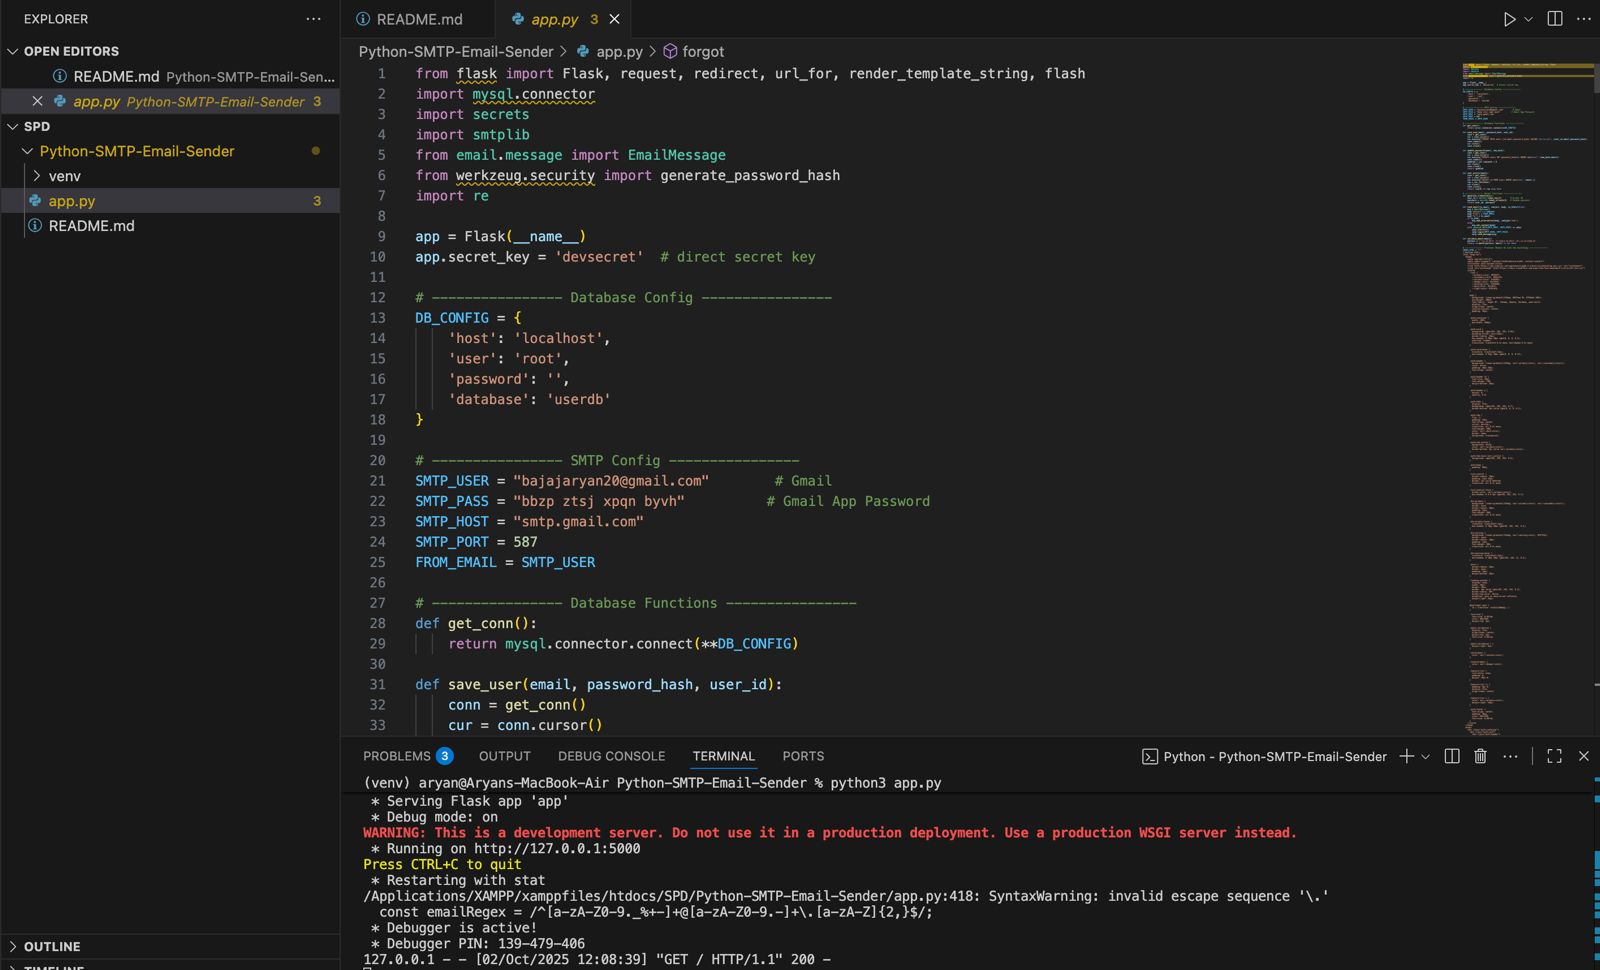 EXPLORER
OPEN EDITORS
README.md Python-SMTP-Email-Sen...
app.py Python-SMTP-Email-Sender 3
SPD
Python-SMTP-Email-Sender
venv
app.py 3
README.md
OUTLINE
TIMELINE
README.md
app.py 3
Python-SMTP-Email-Sender > app.py > forgot
1 from flask import Flask, request, redirect, url_for, render_template_string, flash
2 import mysql.connector
3 import secrets
4 import smtplib
5 from email.message import EmailMessage
6 from werkzeug.security import generate_password_hash
7 import re
8
9 app = Flask(__name__)
10 app.secret_key = 'devsecret' # direct secret key
11
12 # ---------------- Database Config ----------------
13 DB_CONFIG = {
14 'host': 'localhost',
15 'user': 'root',
16 'password': '',
17 'database': 'userdb'
18 }
19
20 # ---------------- SMTP Config ----------------
21 SMTP_USER = "bajajaryan20@gmail.com" # Gmail
22 SMTP_PASS = "bbzp ztsj xpqn byvh" # Gmail App Password
23 SMTP_HOST = "smtp.gmail.com"
24 SMTP_PORT = 587
25 FROM_EMAIL = SMTP_USER
26
27 # ---------------- Database Functions ----------------
28 def get_conn():
29 return mysql.connector.connect(**DB_CONFIG)
30
31 def save_user(email, password_hash, user_id):
32 conn = get_conn()
33 cur = conn.cursor()
PROBLEMS 3 OUTPUT DEBUG CONSOLE TERMINAL PORTS
Python - Python-SMTP-Email-Sender
(venv) aryan@Aryans-MacBook-Air Python-SMTP-Email-Sender % python3 app.py
* Serving Flask app 'app'
* Debug mode: on
WARNING: This is a development server. Do not use it in a production deployment. Use a production WSGI server instead.
* Running on http://127.0.0.1:5000
Press CTRL+C to quit
* Restarting with stat
/Applications/XAMPP/xamppfiles/htdocs/SPD/Python-SMTP-Email-Sender/app.py:418: SyntaxWarning: invalid escape sequence '\.'
const emailRegex = /^[a-zA-Z0-9._%+-]+@[a-zA-Z0-9.-]+\.[a-zA-Z]{2,}$/;
* Debugger is active!
* Debugger PIN: 139-479-406
127.0.0.1 - - [02/Oct/2025 12:08:39] "GET / HTTP/1.1" 200 -